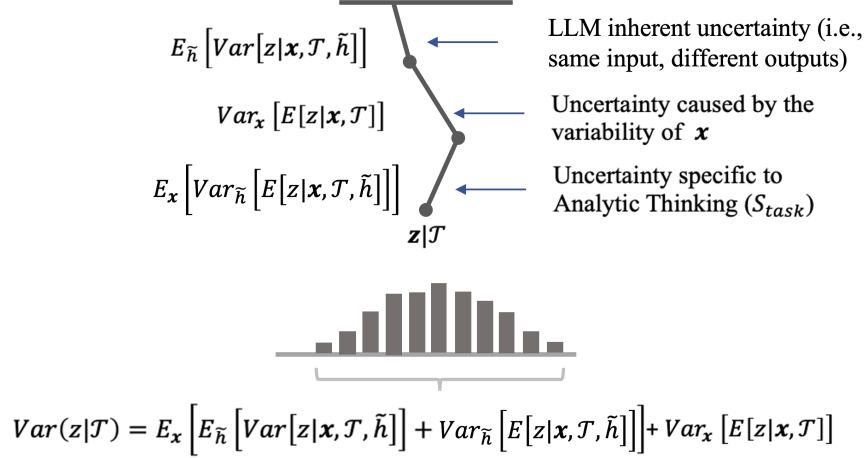 E_h̃ [Var[z|x, 𝒯, h̃]]
LLM inherent uncertainty (i.e.,
same input, different outputs)
Var_x [E[z|x, 𝒯]]
Uncertainty caused by the
variability of x
E_x [Var_h̃ [E[z|x, 𝒯, h̃]]]
Uncertainty specific to
Analytic Thinking (S_task)
z|𝒯
Var(z|𝒯) = E_x [E_h̃ [Var[z|x, 𝒯, h̃]] + Var_h̃ [E[z|x, 𝒯, h̃]]] + Var_x [E[z|x, 𝒯]]